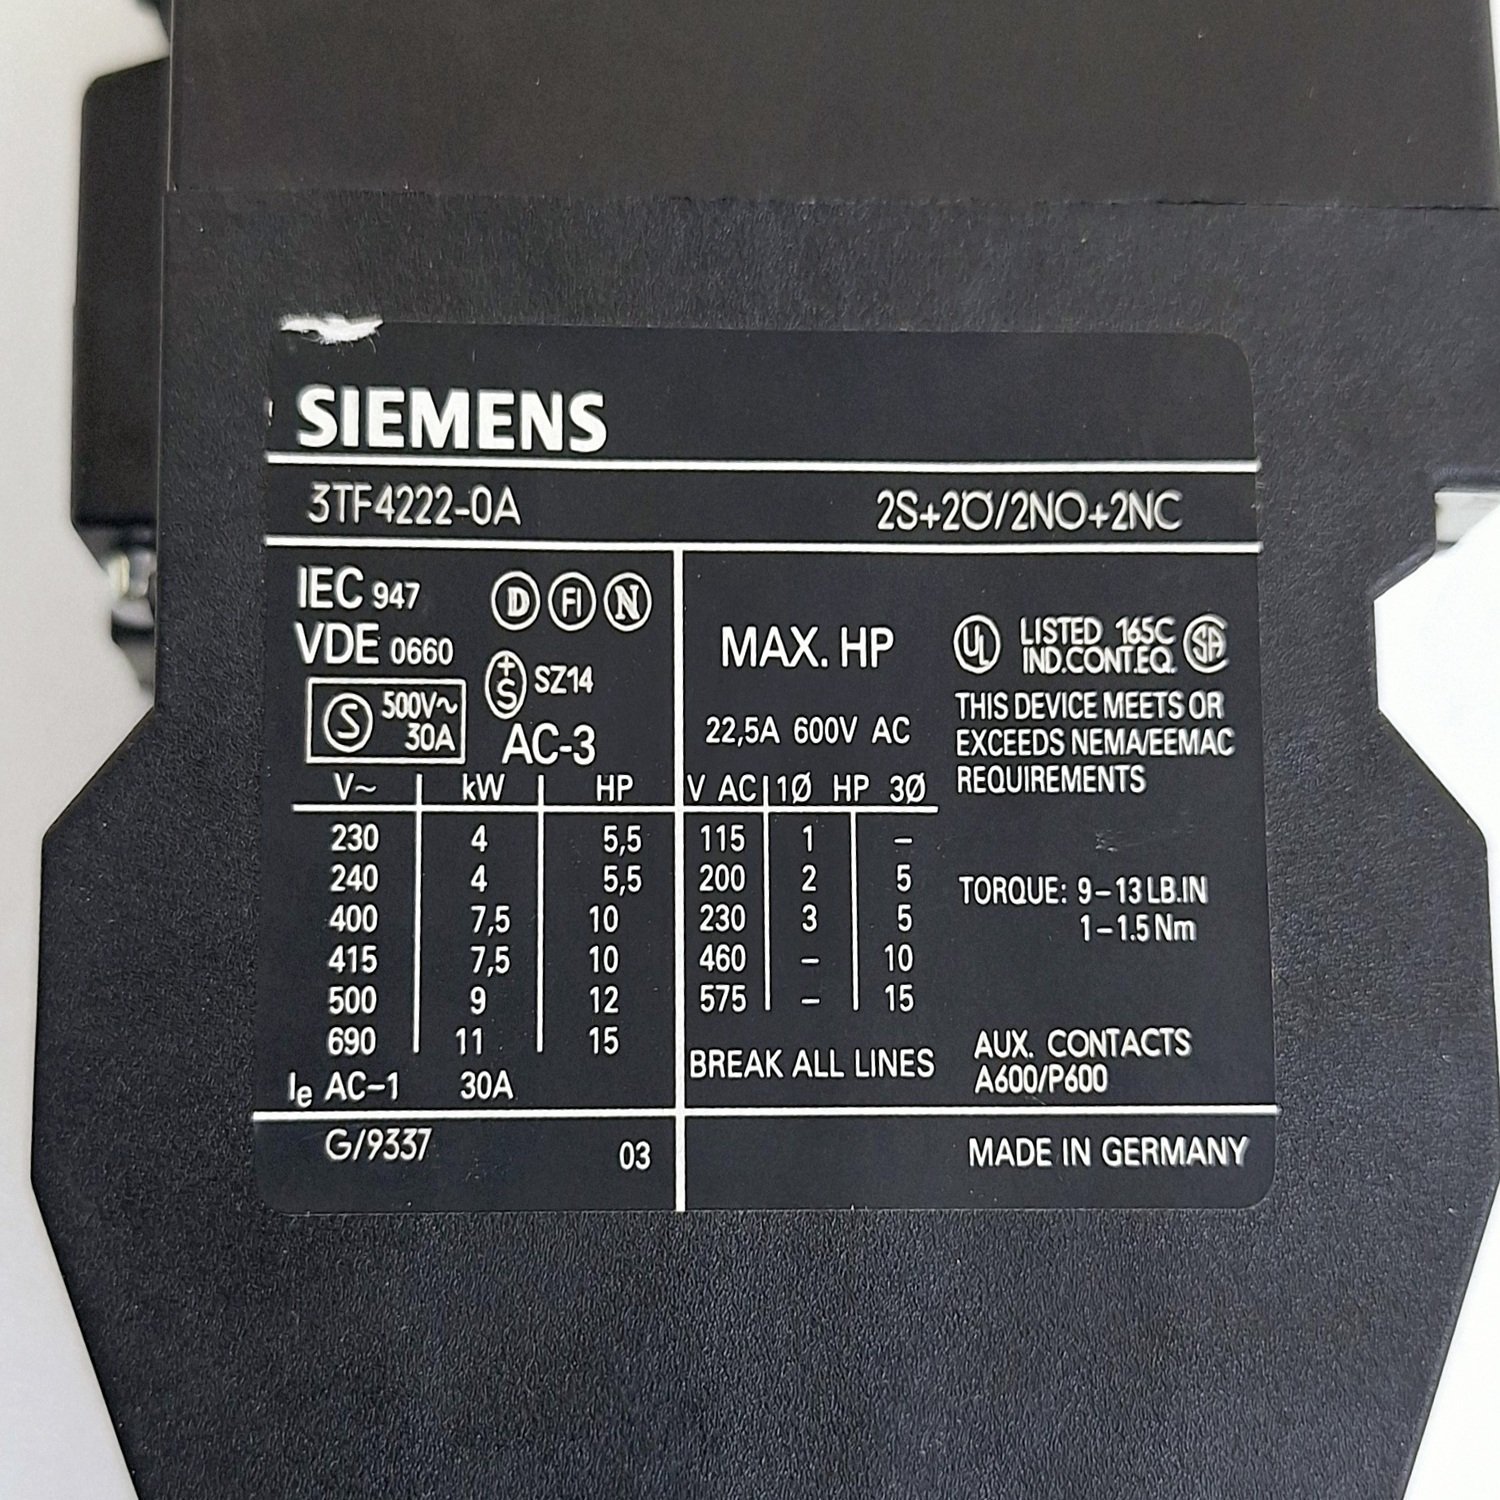 SIEMENS
3TF4222-0A 2S+2Ö/2NO+2NC
IEC 947 D FI N
VDE 0660
+S SZ14
S 500V~
30A
AC-3
V~ kW HP
230 4 5,5
240 4 5,5
400 7,5 10
415 7,5 10
500 9 12
690 11 15
Ie AC-1 30A
MAX. HP
22,5A 600V AC
V AC 1Ø HP 3Ø
115 1 –
200 2 5
230 3 5
460 – 10
575 – 15
BREAK ALL LINES
UL LISTED 165C SA
IND.CONT.EQ.
THIS DEVICE MEETS OR
EXCEEDS NEMA/EEMAC
REQUIREMENTS
TORQUE: 9–13 LB.IN
1–1.5 Nm
AUX. CONTACTS
A600/P600
G/9337 03 MADE IN GERMANY